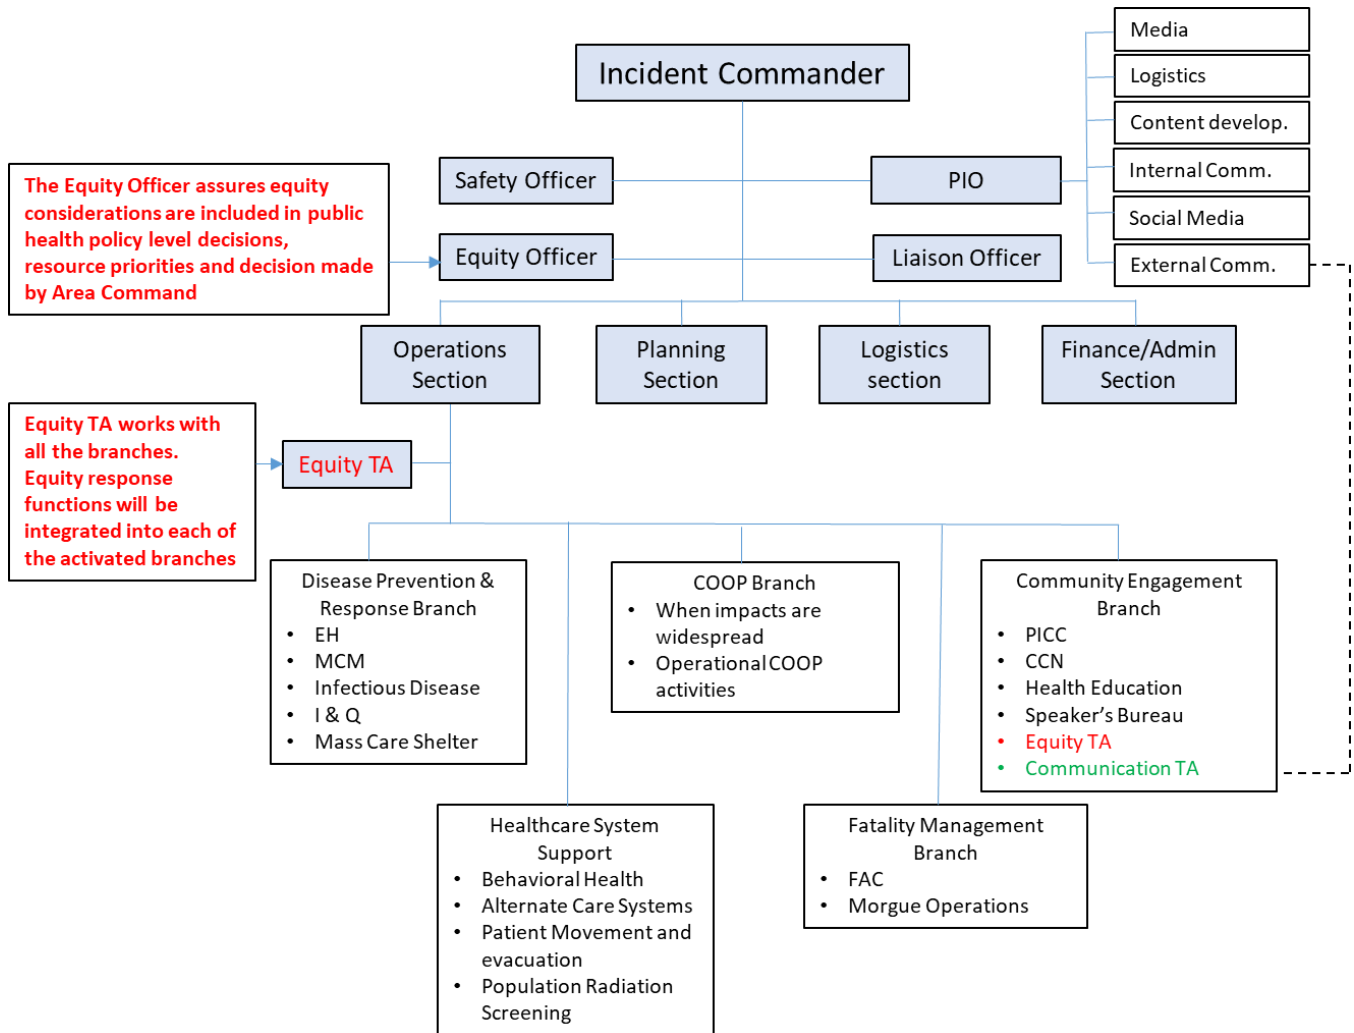 Incident Commander
Media
Logistics
Content develop.
Internal Comm.
Social Media
External Comm.
Safety Officer
PIO
The Equity Officer assures equity
considerations are included in public
health policy level decisions,
resource priorities and decision made
by Area Command
Equity Officer
Liaison Officer
Operations
Section
Planning
Section
Logistics
section
Finance/Admin
Section
Equity TA works with
all the branches.
Equity response
functions will be
integrated into each of
the activated branches
Equity TA
Disease Prevention &
Response Branch
• EH
• MCM
• Infectious Disease
• I & Q
• Mass Care Shelter
COOP Branch
• When impacts are
widespread
• Operational COOP
activities
Community Engagement
Branch
• PICC
• CCN
• Health Education
• Speaker’s Bureau
• Equity TA
• Communication TA
Healthcare System
Support
• Behavioral Health
• Alternate Care Systems
• Patient Movement and
evacuation
• Population Radiation
Screening
Fatality Management
Branch
• FAC
• Morgue Operations